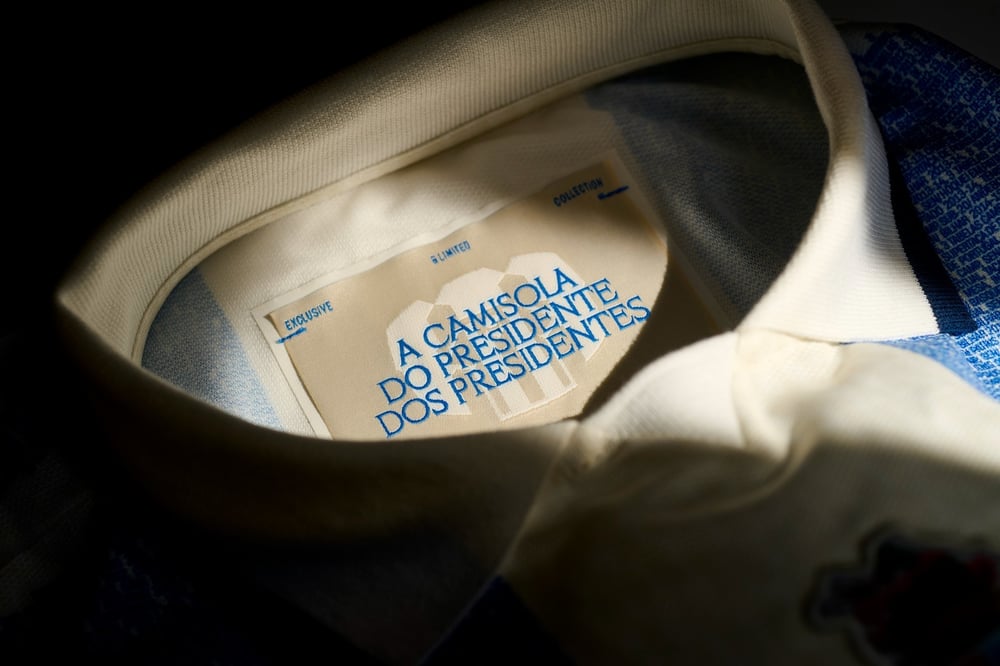 EXCLUSIVE
& LIMITED
COLLECTION
A CAMISOLA
DO PRESIDENTE
DOS PRESIDENTES